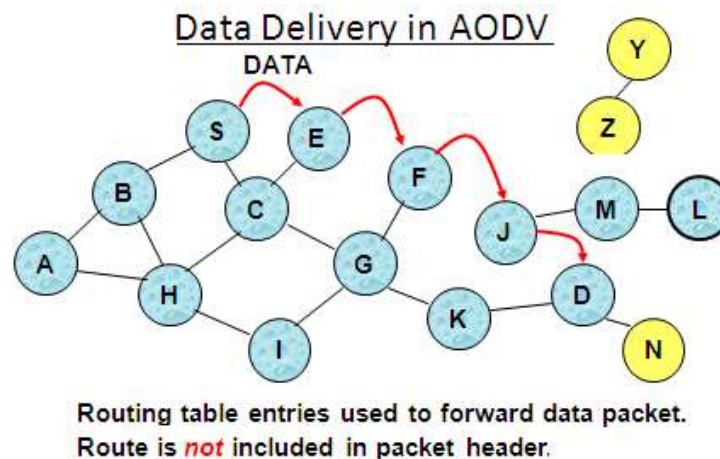 Data Delivery in AODV
DATA
Y
Z
S
E
F
B
C
J
M
L
A
H
G
D
I
K
N
Routing table entries used to forward data packet.
Route is not included in packet header.